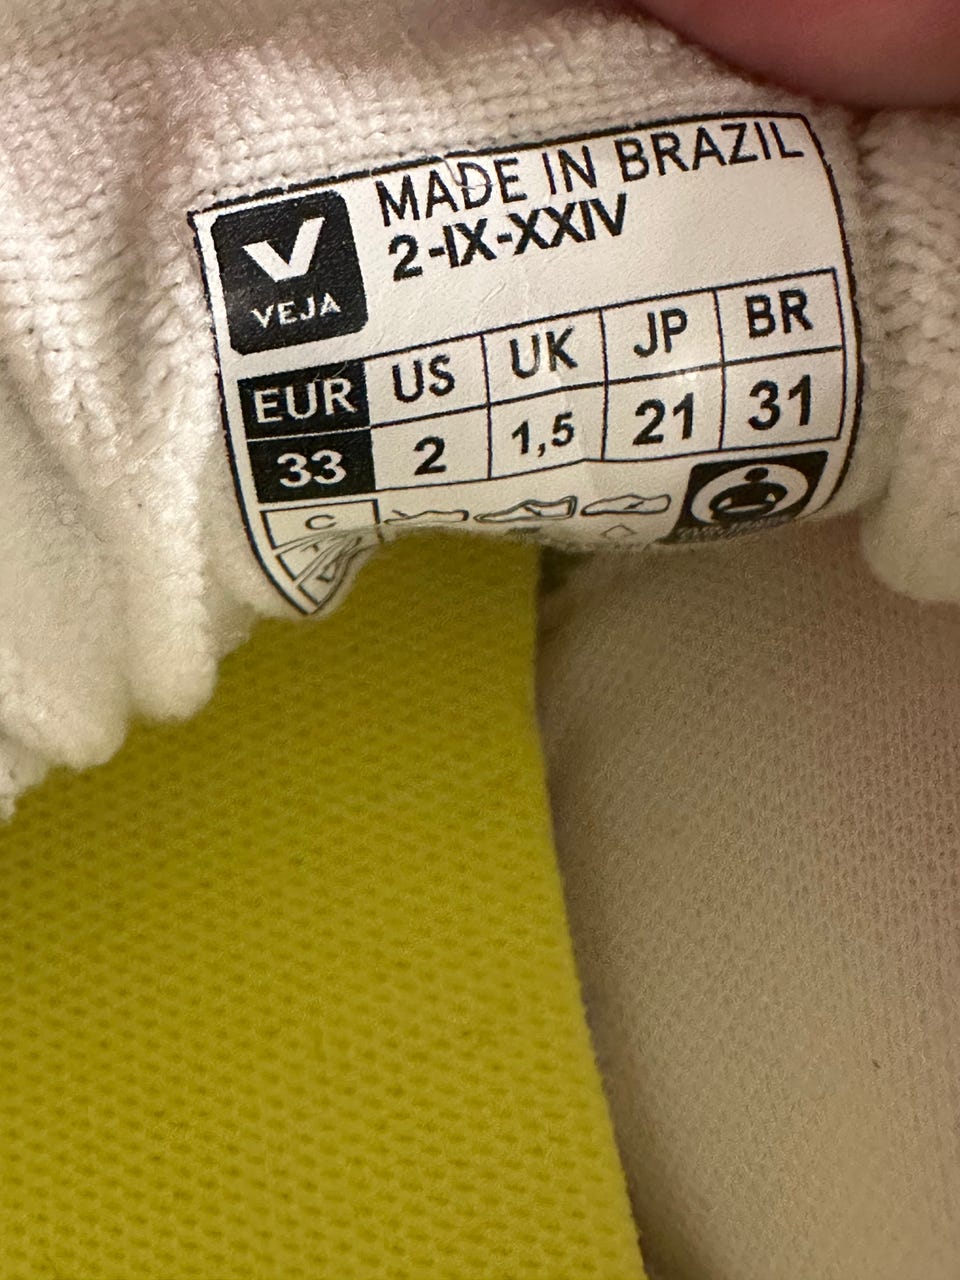 MADE IN BRAZIL
2-IX-XXIV
V
VEJA
EUR US UK JP BR
33 2 1,5 21 31
C